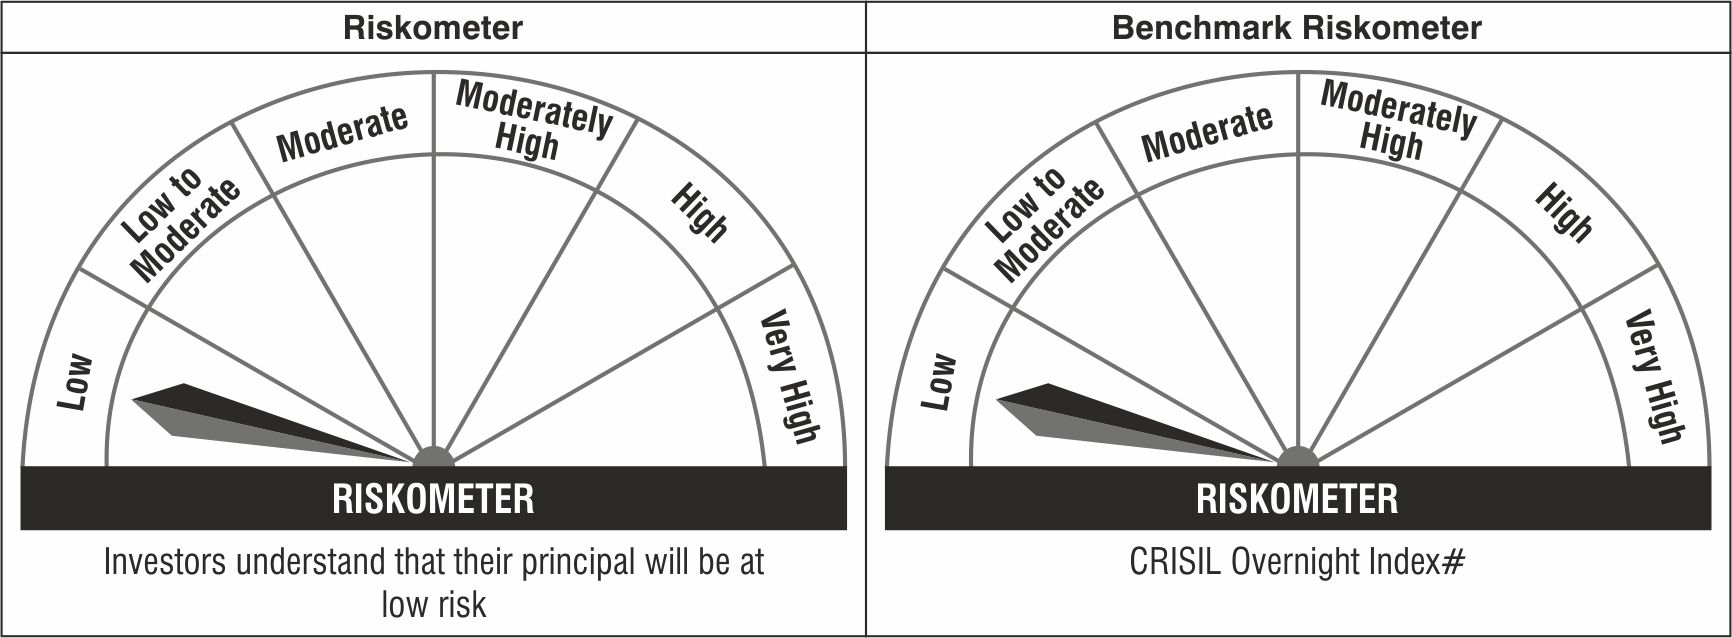 Riskometer
Low
Low to
Moderate
Moderate
Moderately
High
High
Very High
RISKOMETER
Investors understand that their principal will be at
low risk
Benchmark Riskometer
Low
Low to
Moderate
Moderate
Moderately
High
High
Very High
RISKOMETER
CRISIL Overnight Index#